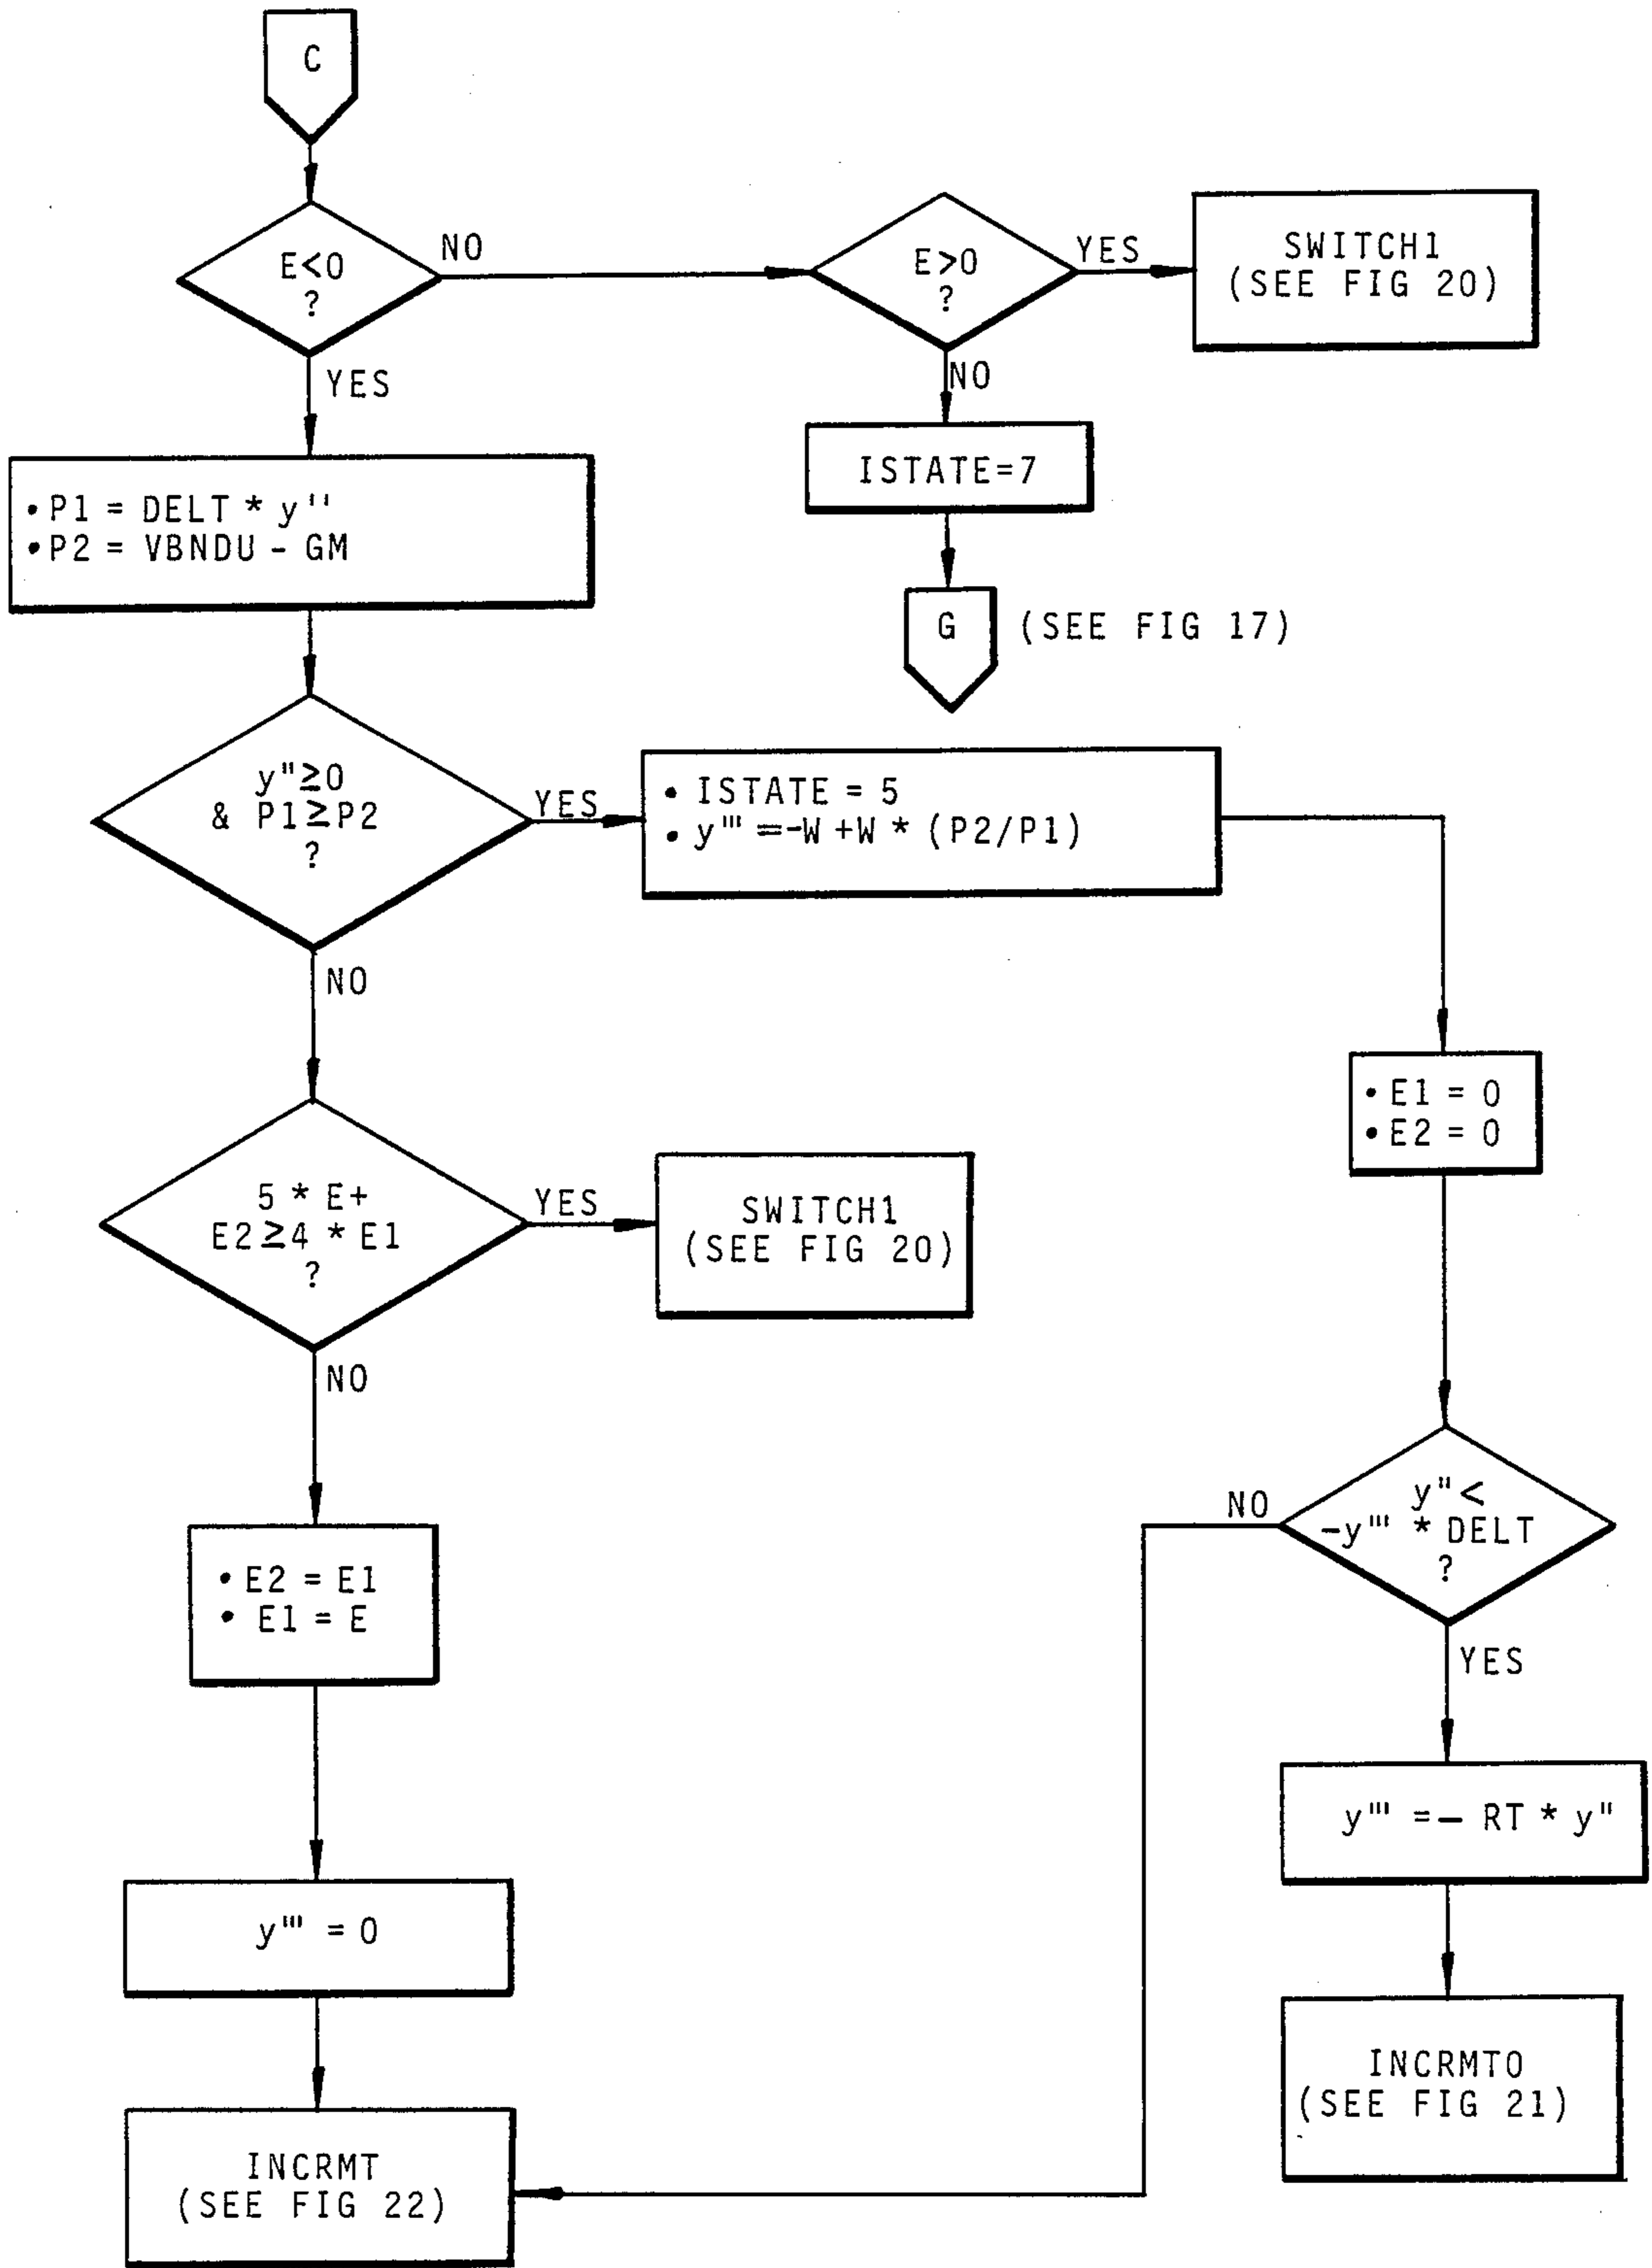 C
E<0
?
NO
E>0
?
YES
SWITCH1
(SEE FIG 20)
YES
NO
ISTATE=7
• P1 = DELT * y''
• P2 = VBNDU - GM
G
(SEE FIG 17)
y"≥0
& P1≥P2
?
YES
• ISTATE = 5
• y''' =-W +W * (P2/P1)
NO
• E1 = 0
• E2 = 0
5 * E+
E2≥4 * E1
?
YES
SWITCH1
(SEE FIG 20)
NO
y"<
-y''' * DELT
?
NO
YES
• E2 = E1
• E1 = E
y''' =- RT * y"
y''' = 0
INCRMTO
(SEE FIG 21)
INCRMT
(SEE FIG 22)